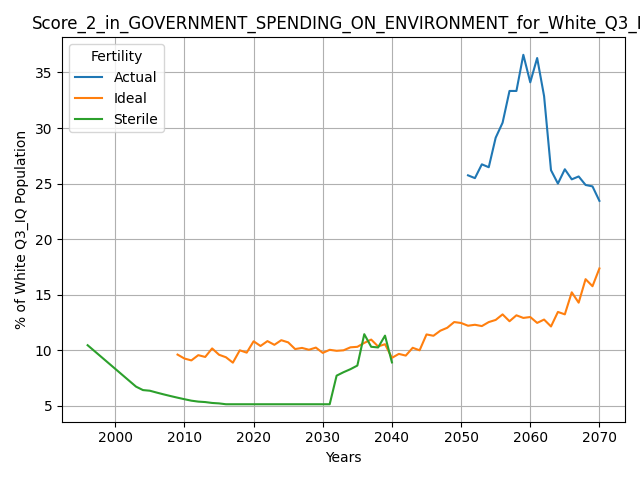 Score_2_in_GOVERNMENT_SPENDING_ON_ENVIRONMENT_for_White_Q3_I
Fertility
Actual
Ideal
Sterile
% of White Q3_IQ Population
35
30
25
20
15
10
5
2000 2010 2020 2030 2040 2050 2060 2070
Years